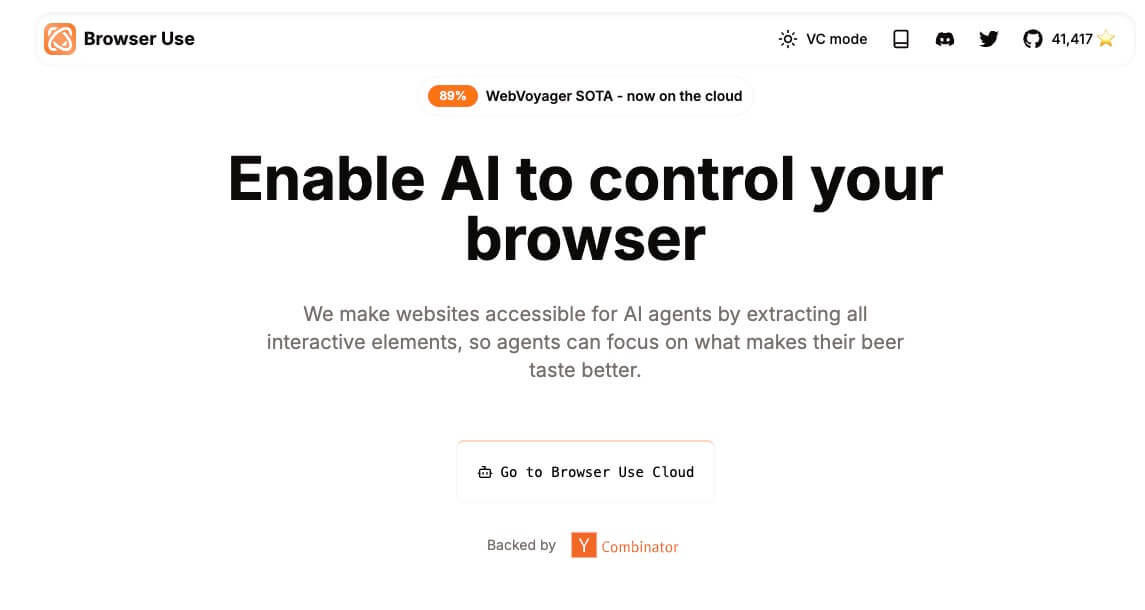 Browser Use
VC mode
41,417
89% WebVoyager SOTA - now on the cloud
Enable AI to control your
browser
We make websites accessible for AI agents by extracting all
interactive elements, so agents can focus on what makes their beer
taste better.
Go to Browser Use Cloud
Backed by Y Combinator